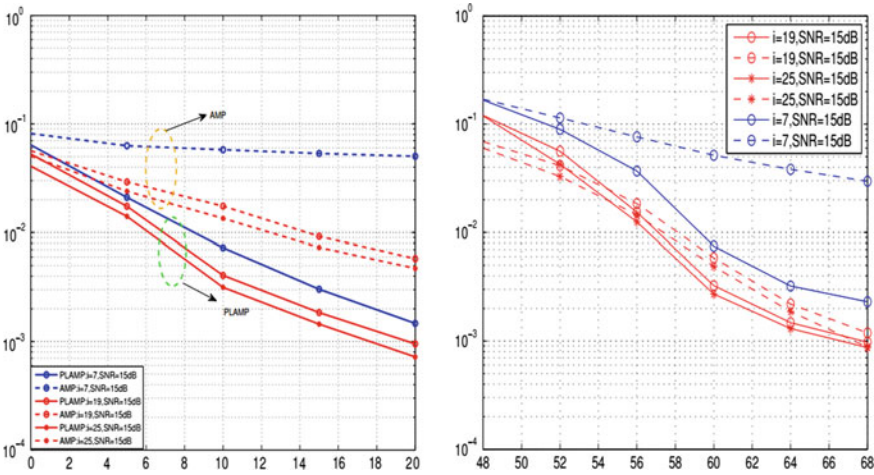 10^0
10^-1
10^-2
10^-3
10^-4
0 2 4 6 8 10 12 14 16 18 20
AMP
PLAMP
PLAMP:i=7,SNR=15dB
AMP:i=7,SNR=15dB
PLAMP:i=19,SNR=15dB
AMP:i=19,SNR=15dB
PLAMP:i=25,SNR=15dB
AMP:i=25,SNR=15dB
10^0
10^-1
10^-2
10^-3
10^-4
48 50 52 54 56 58 60 62 64 66 68
i=19,SNR=15dB
i=19,SNR=15dB
i=25,SNR=15dB
i=25,SNR=15dB
i=7,SNR=15dB
i=7,SNR=15dB